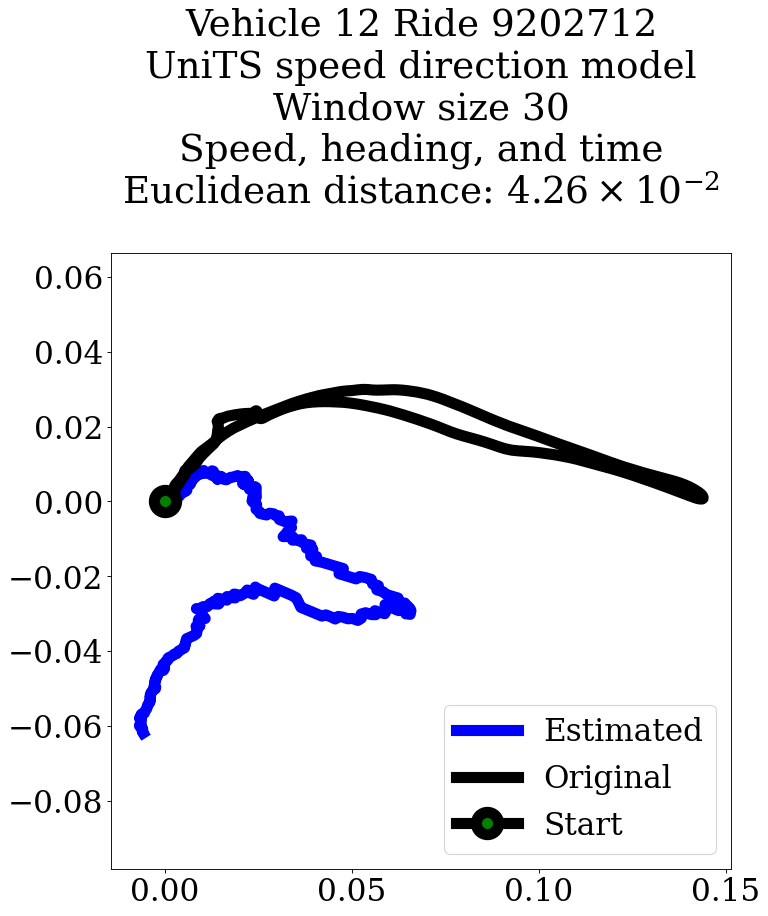 Vehicle 12 Ride 9202712
UniTS speed direction model
Window size 30
Speed, heading, and time
Euclidean distance: 4.26 × 10⁻²
0.06
0.04
0.02
0.00
−0.02
−0.04
−0.06
−0.08
Estimated
Original
Start
0.00 0.05 0.10 0.15